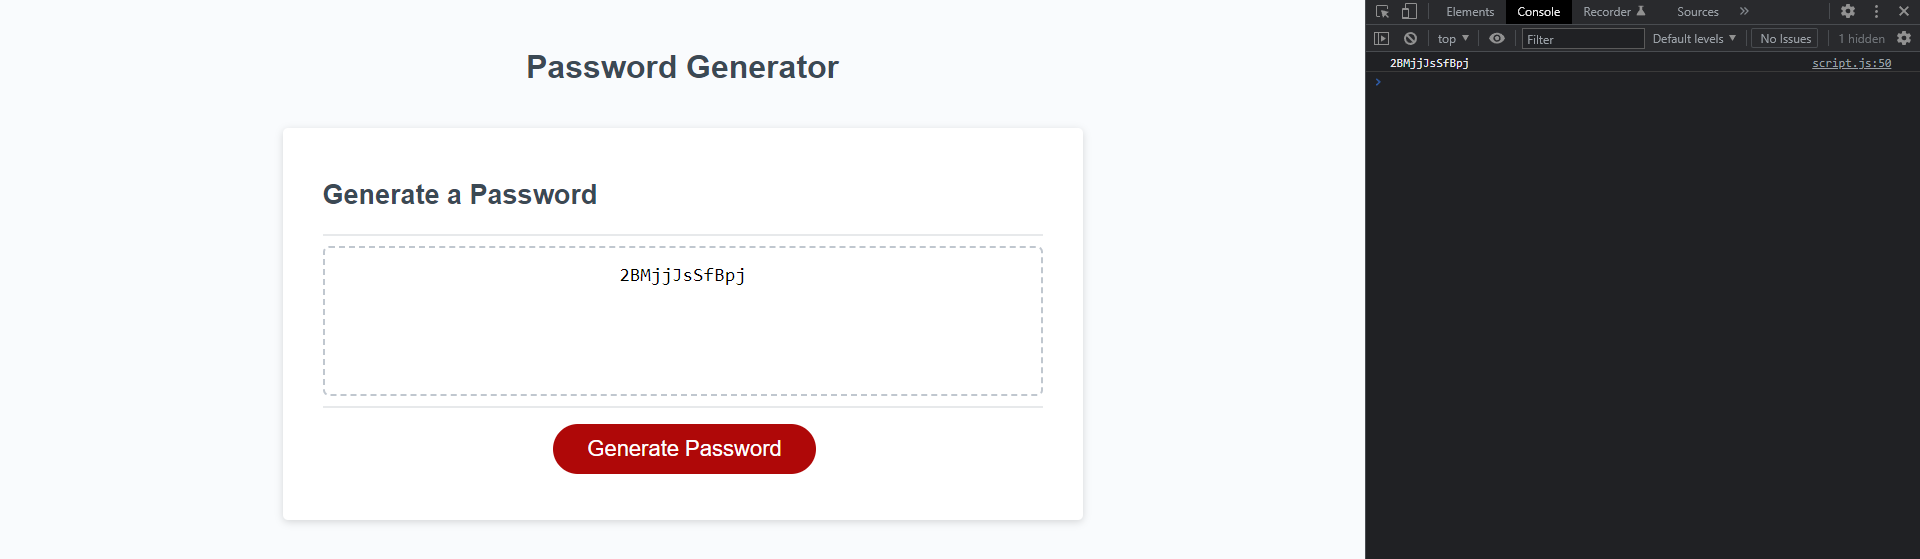 Password Generator
Generate a Password
2BMjjJsSfBpj
Generate Password
Elements Console Recorder Sources »
top Filter Default levels No Issues 1 hidden
2BMjjJsSfBpj script.js:50